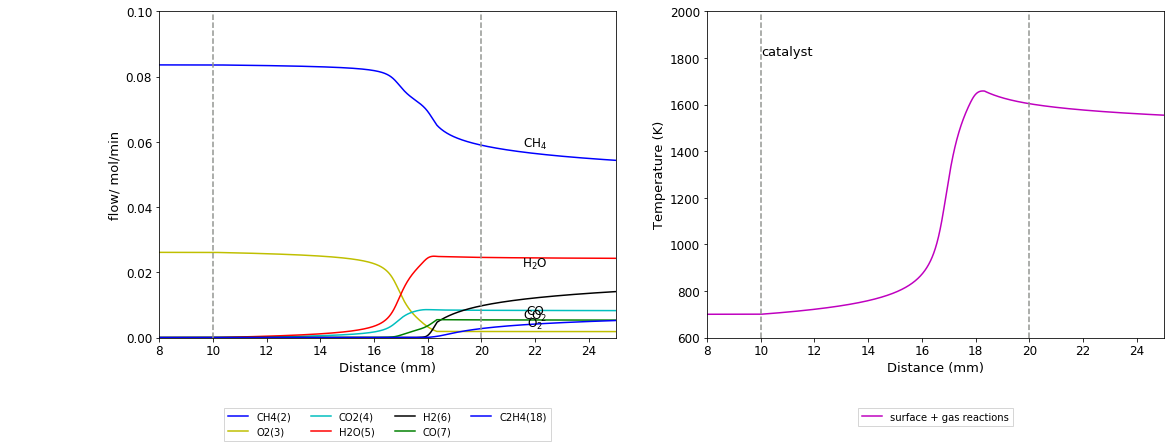 0.10
0.08
0.06
0.04
0.02
0.00
flow/ mol/min
8 10 12 14 16 18 20 22 24
Distance (mm)
CH₄
H₂O
CO
CO₂
O₂
CH4(2) CO2(4) H2(6) C2H4(18)
O2(3) H2O(5) CO(7)
2000
1800
1600
1400
1200
1000
800
600
Temperature (K)
catalyst
8 10 12 14 16 18 20 22 24
Distance (mm)
surface + gas reactions